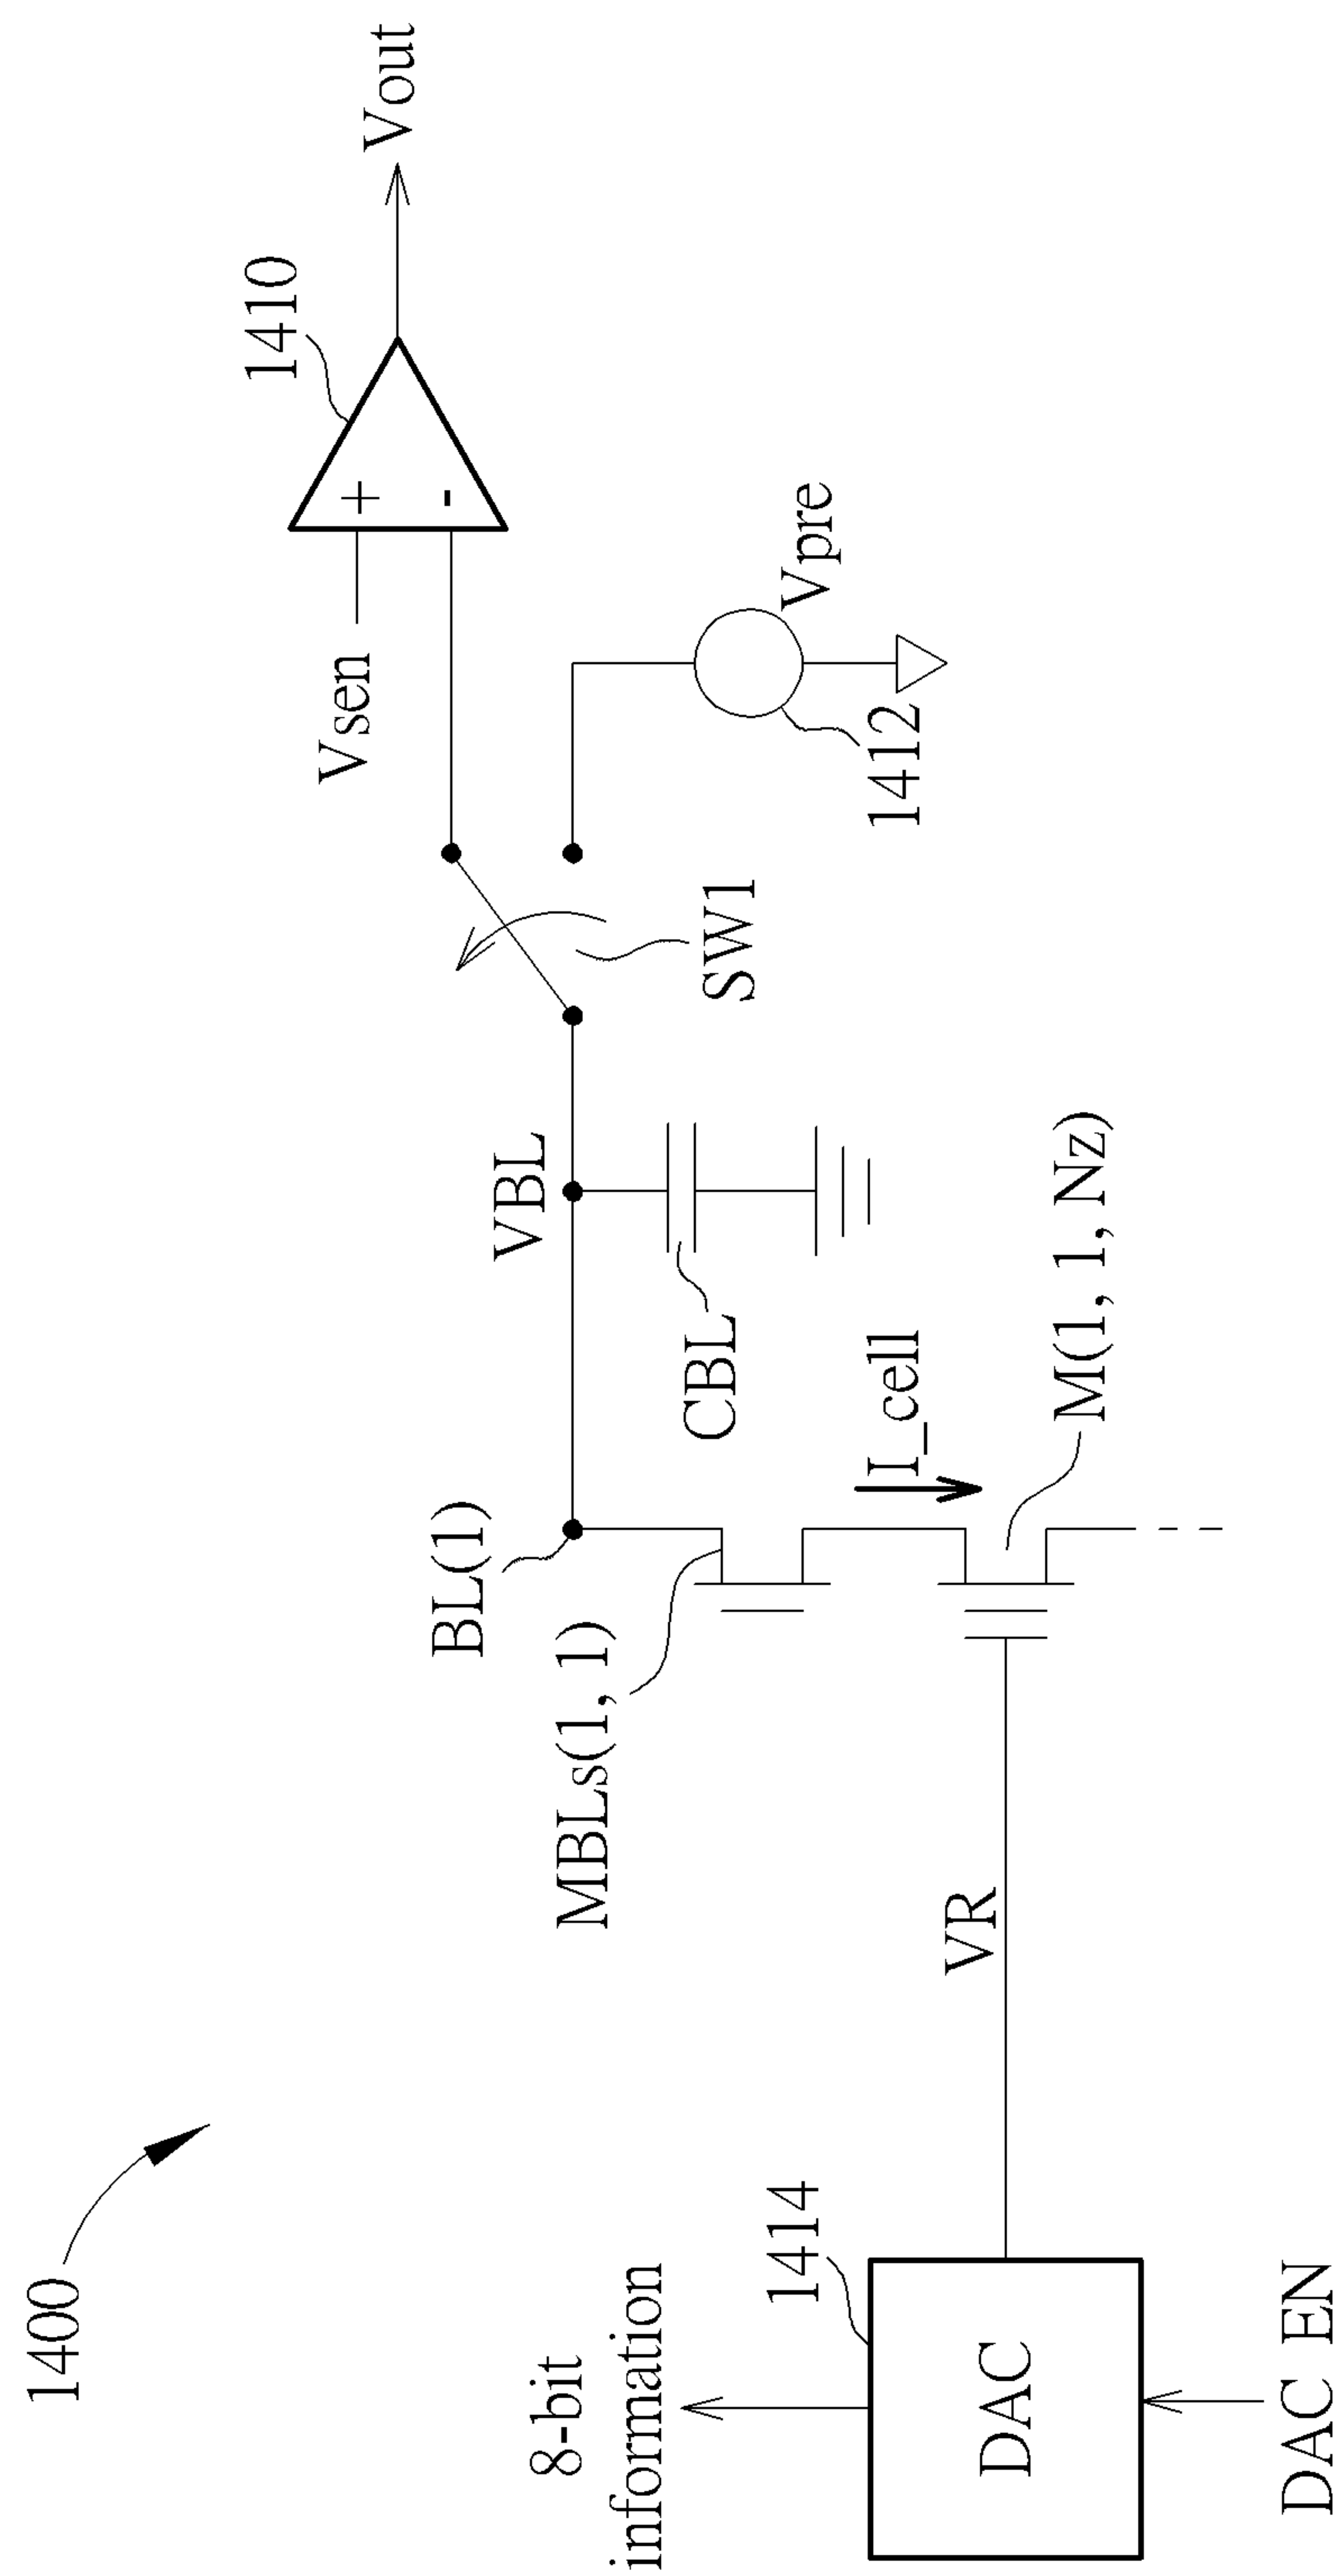 1400
Vout
1410
+
-
Vsen
Vpre
1412
SW1
VBL
CBL
BL(1)
MBLs(1, 1)
I_cell
M(1, 1, Nz)
VR
1414
8-bit
information
DAC
DAC EN